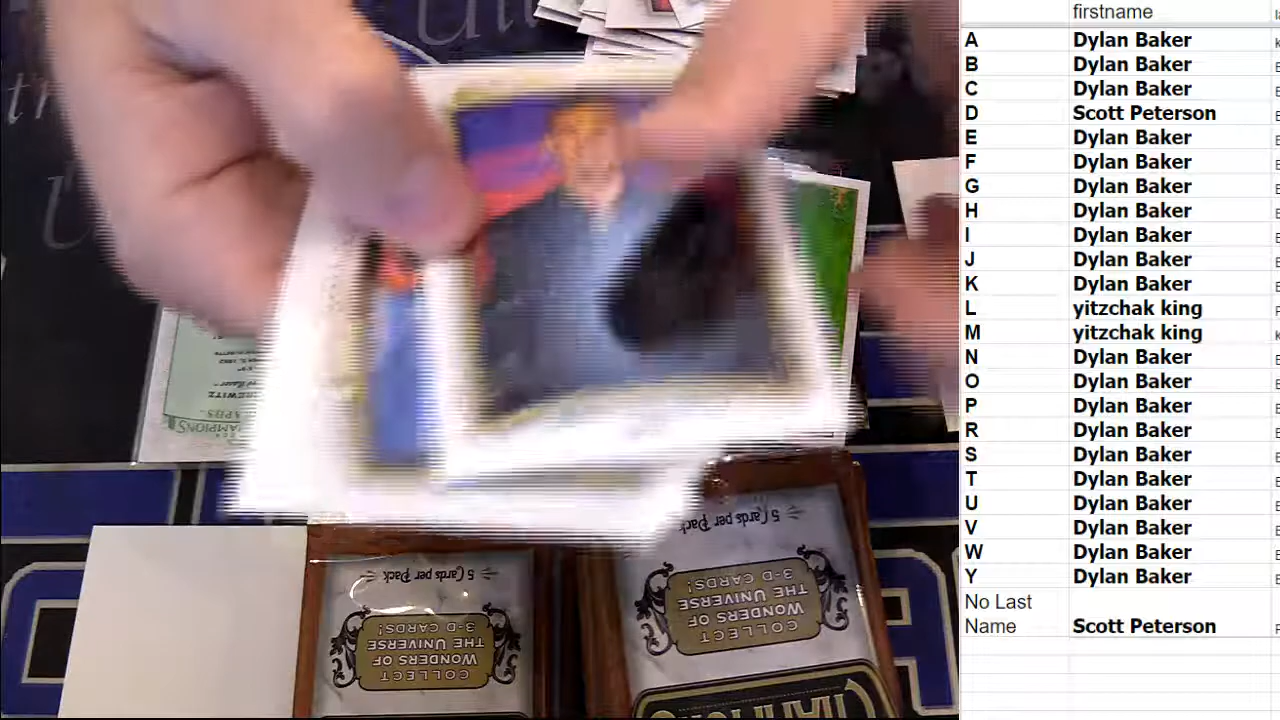 firstname
A Dylan Baker
B Dylan Baker
C Dylan Baker
D Scott Peterson
E Dylan Baker
F Dylan Baker
G Dylan Baker
H Dylan Baker
I Dylan Baker
J Dylan Baker
K Dylan Baker
L yitzchak king
M yitzchak king
N Dylan Baker
O Dylan Baker
P Dylan Baker
R Dylan Baker
S Dylan Baker
T Dylan Baker
U Dylan Baker
V Dylan Baker
W Dylan Baker
Y Dylan Baker
No Last
Name Scott Peterson
5 Cards per Pack
COLLECT
WONDERS OF
THE UNIVERSE
3-D CARDS!
5 Cards per Pack
COLLECT
WONDERS OF
THE UNIVERSE
3-D CARDS!